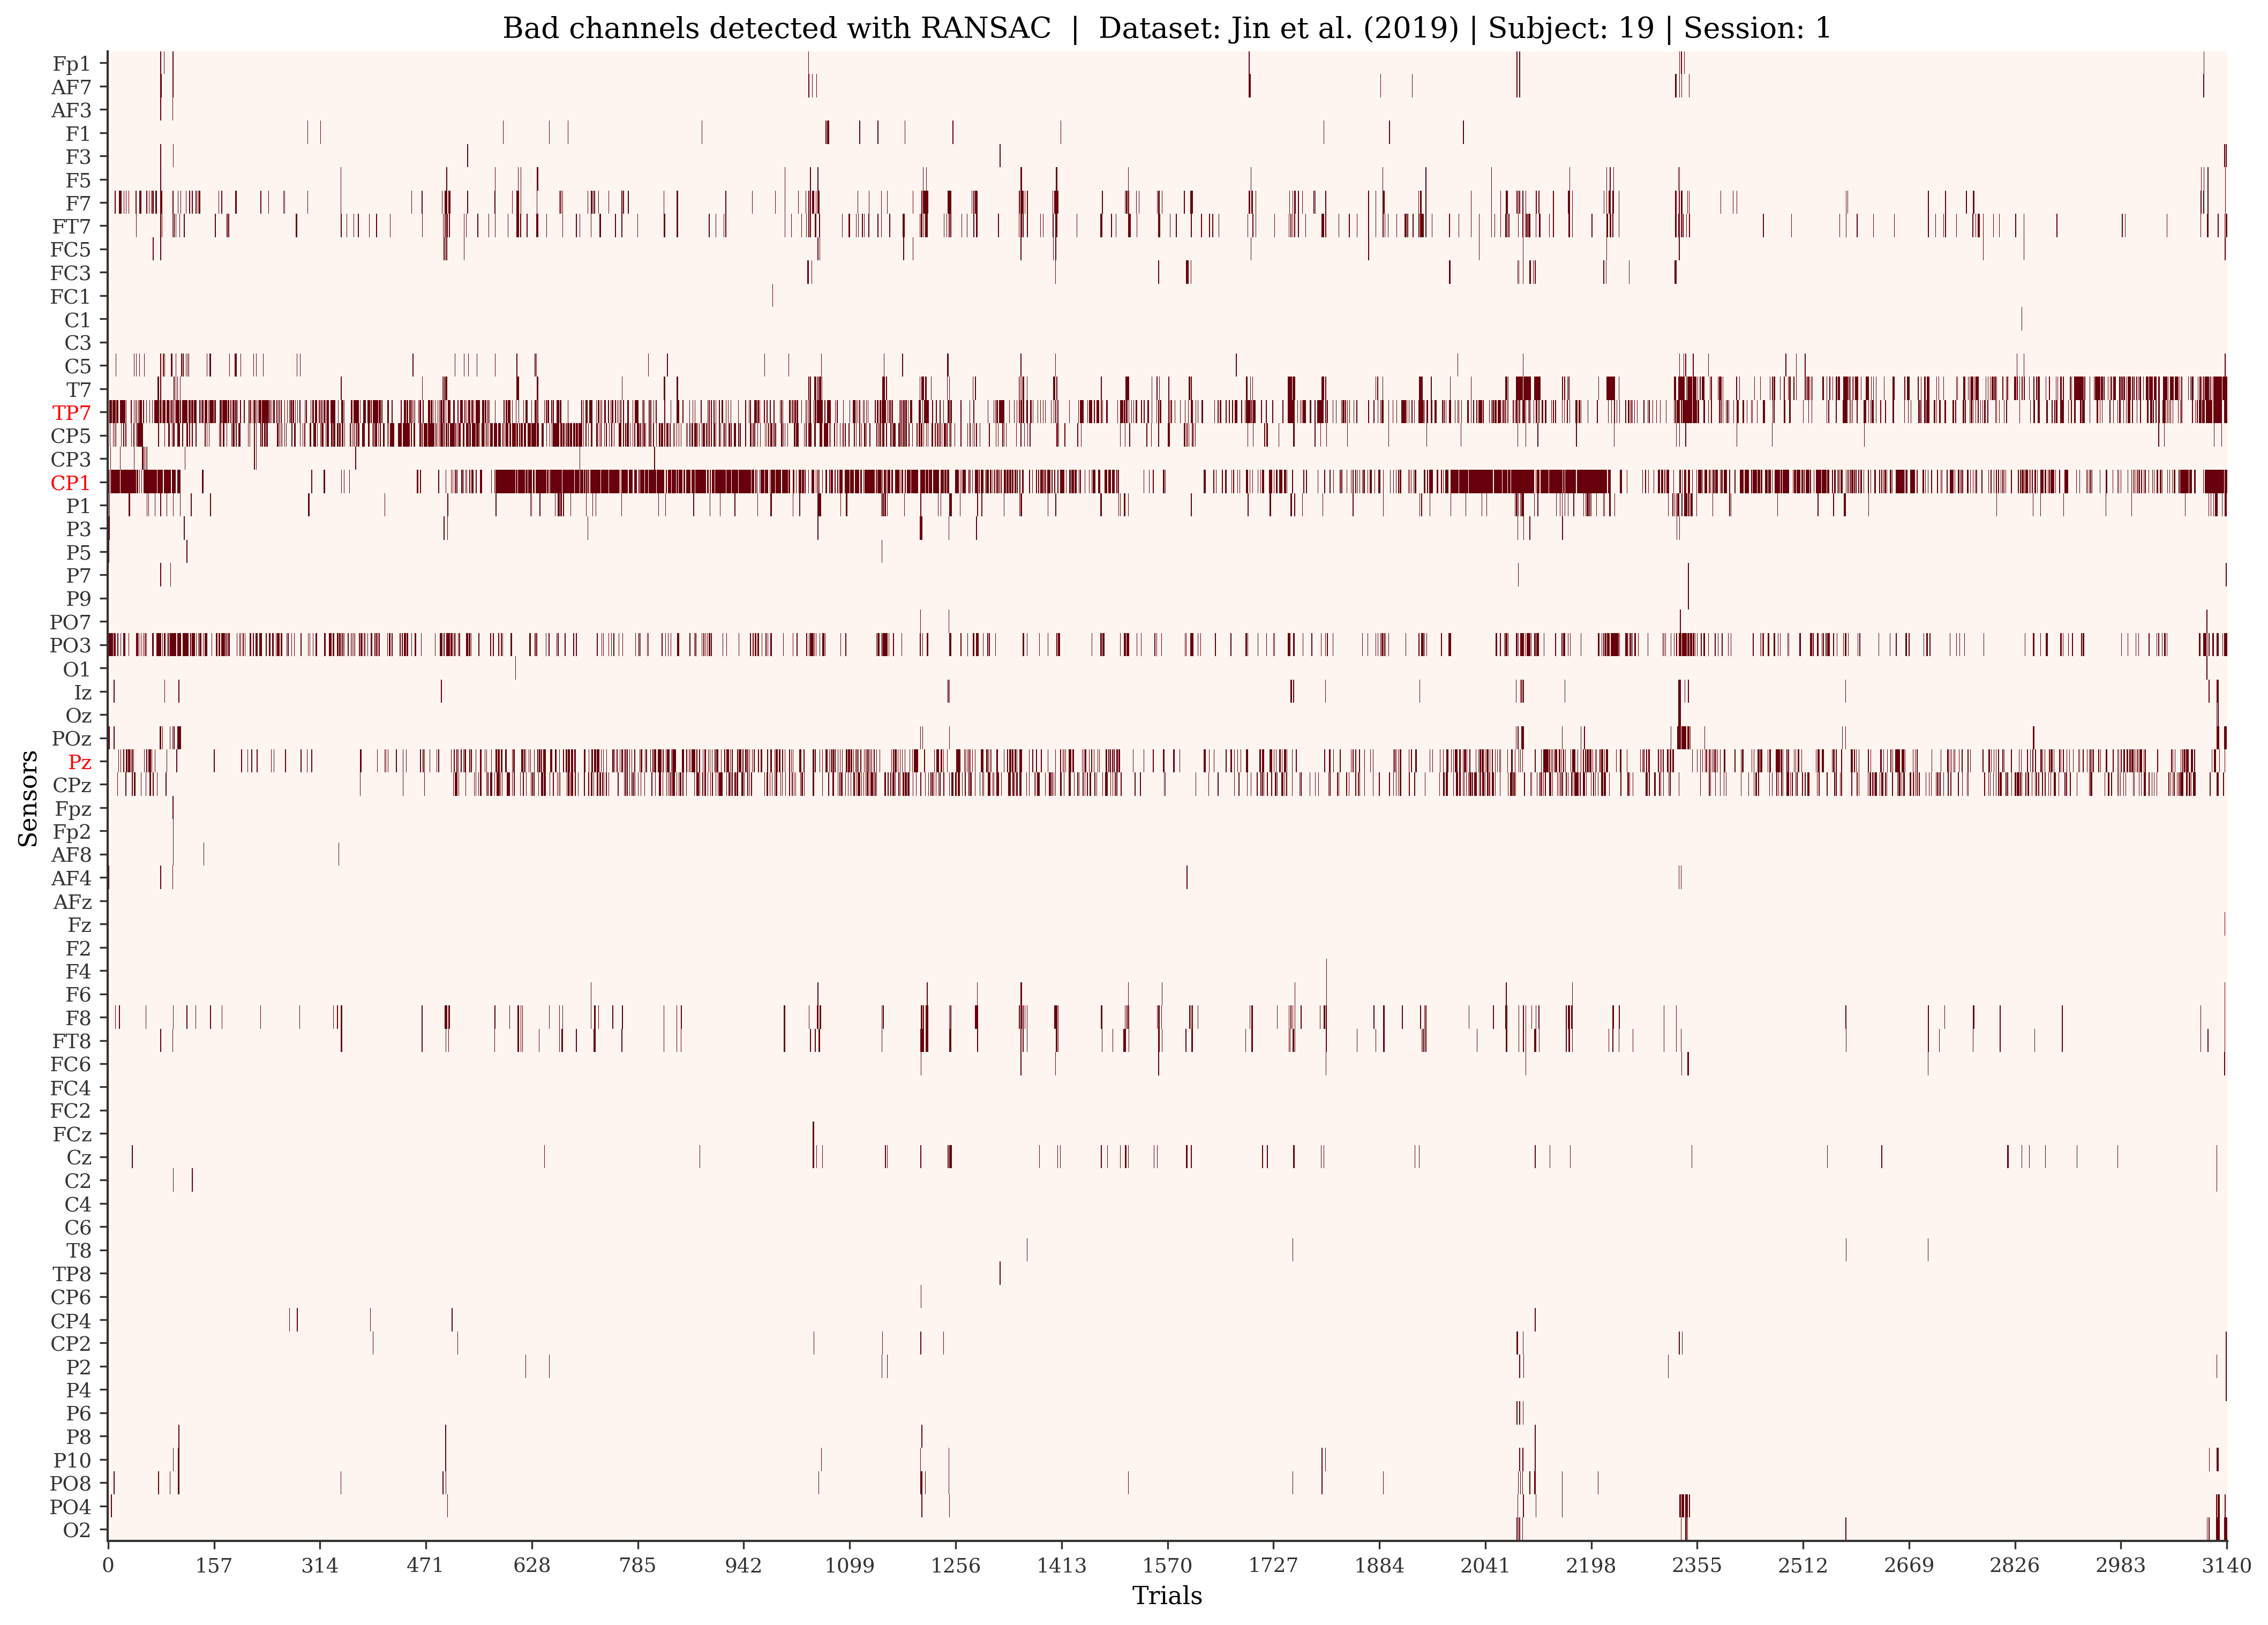 Bad channels detected with RANSAC | Dataset: Jin et al. (2019) | Subject: 19 | Session: 1
Sensors
Fp1
AF7
AF3
F1
F3
F5
F7
FT7
FC5
FC3
FC1
C1
C3
C5
T7
TP7
CP5
CP3
CP1
P1
P3
P5
P7
P9
PO7
PO3
O1
Iz
Oz
POz
Pz
CPz
Fpz
Fp2
AF8
AF4
AFz
Fz
F2
F4
F6
F8
FT8
FC6
FC4
FC2
FCz
Cz
C2
C4
C6
T8
TP8
CP6
CP4
CP2
P2
P4
P6
P8
P10
PO8
PO4
O2
0 157 314 471 628 785 942 1099 1256 1413 1570 1727 1884 2041 2198 2355 2512 2669 2826 2983 3140
Trials